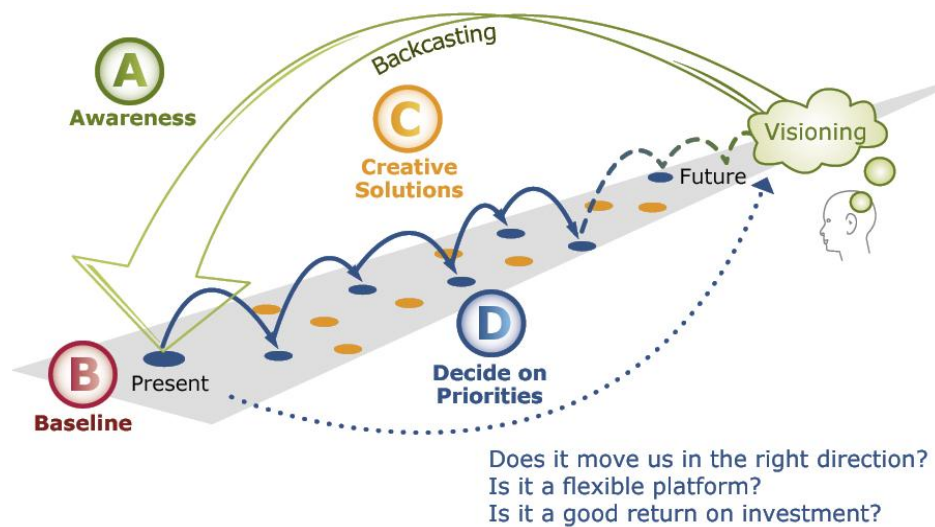 Backcasting
A
Awareness
C
Creative
Solutions
Visioning
Future
B
Baseline
Present
D
Decide on
Priorities
Does it move us in the right direction?
Is it a flexible platform?
Is it a good return on investment?